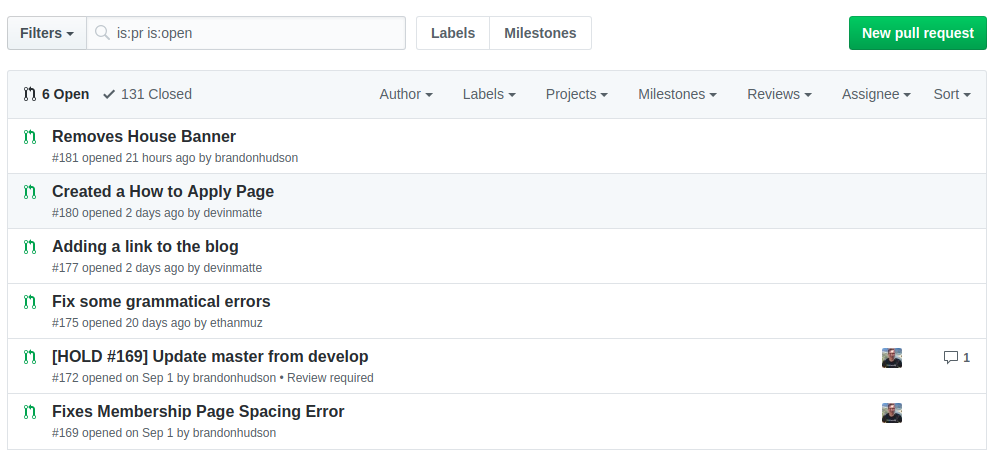 Filters is:pr is:open Labels Milestones New pull request
6 Open 131 Closed Author Labels Projects Milestones Reviews Assignee Sort
Removes House Banner
#181 opened 21 hours ago by brandonhudson
Created a How to Apply Page
#180 opened 2 days ago by devinmatte
Adding a link to the blog
#177 opened 2 days ago by devinmatte
Fix some grammatical errors
#175 opened 20 days ago by ethanmuz
[HOLD #169] Update master from develop 1
#172 opened on Sep 1 by brandonhudson • Review required
Fixes Membership Page Spacing Error
#169 opened on Sep 1 by brandonhudson